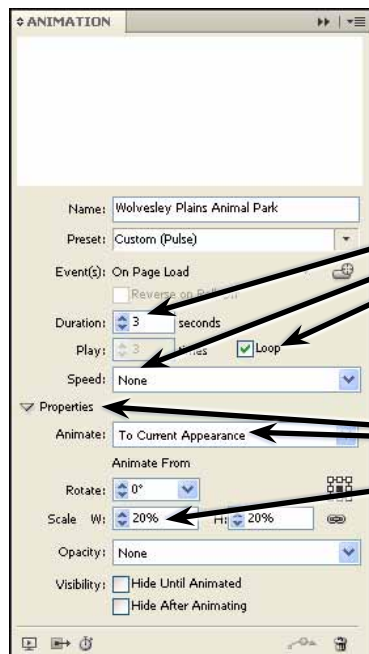 ANIMATION
Name: Wolvesley Plains Animal Park
Preset: Custom (Pulse)
Event(s): On Page Load
Reverse on
Duration: 3 seconds
Play: 3 times Loop
Speed: None
Properties
Animate: To Current Appearance
Animate From
Rotate: 0°
Scale W: 20% H: 20%
Opacity: None
Visibility: Hide Until Animated
Hide After Animating